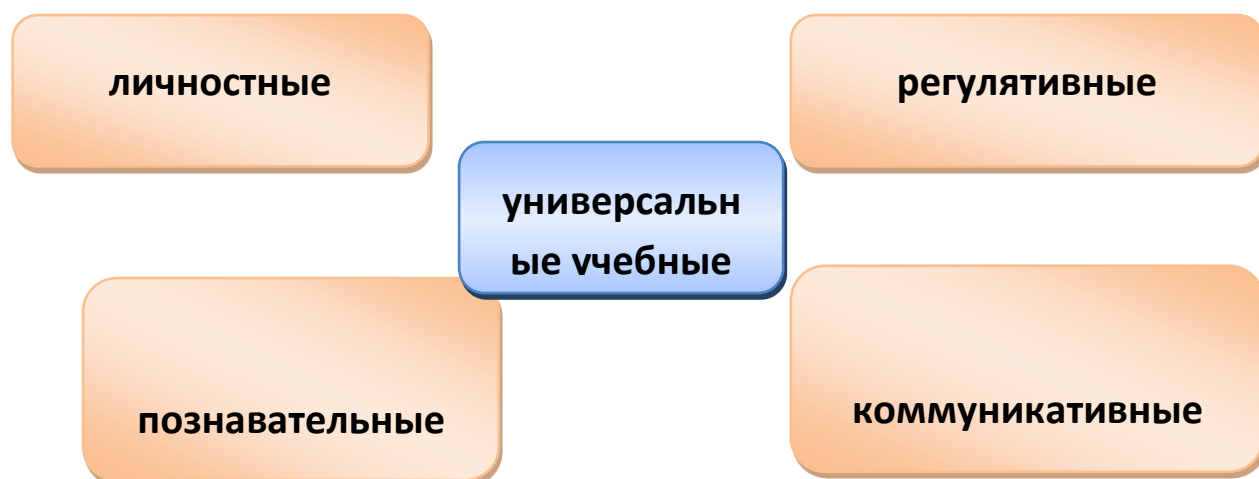 личностные
регулятивные
универсальн
ые учебные
познавательные
коммуникативные